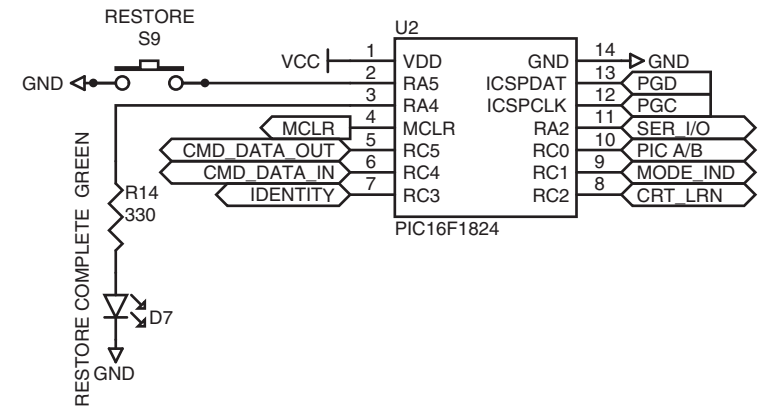 RESTORE
S9
GND
U2
VCC 1 VDD GND 14 GND
2 RA5 ICSPDAT 13 PGD
3 RA4 ICSPCLK 12 PGC
MCLR 4 MCLR RA2 11 SER_I/O
CMD_DATA_OUT 5 RC5 RC0 10 PIC A/B
CMD_DATA_IN 6 RC4 RC1 9 MODE_IND
IDENTITY 7 RC3 RC2 8 CRT_LRN
PIC16F1824
R14
330
D7
GND
RESTORE COMPLETE GREEN